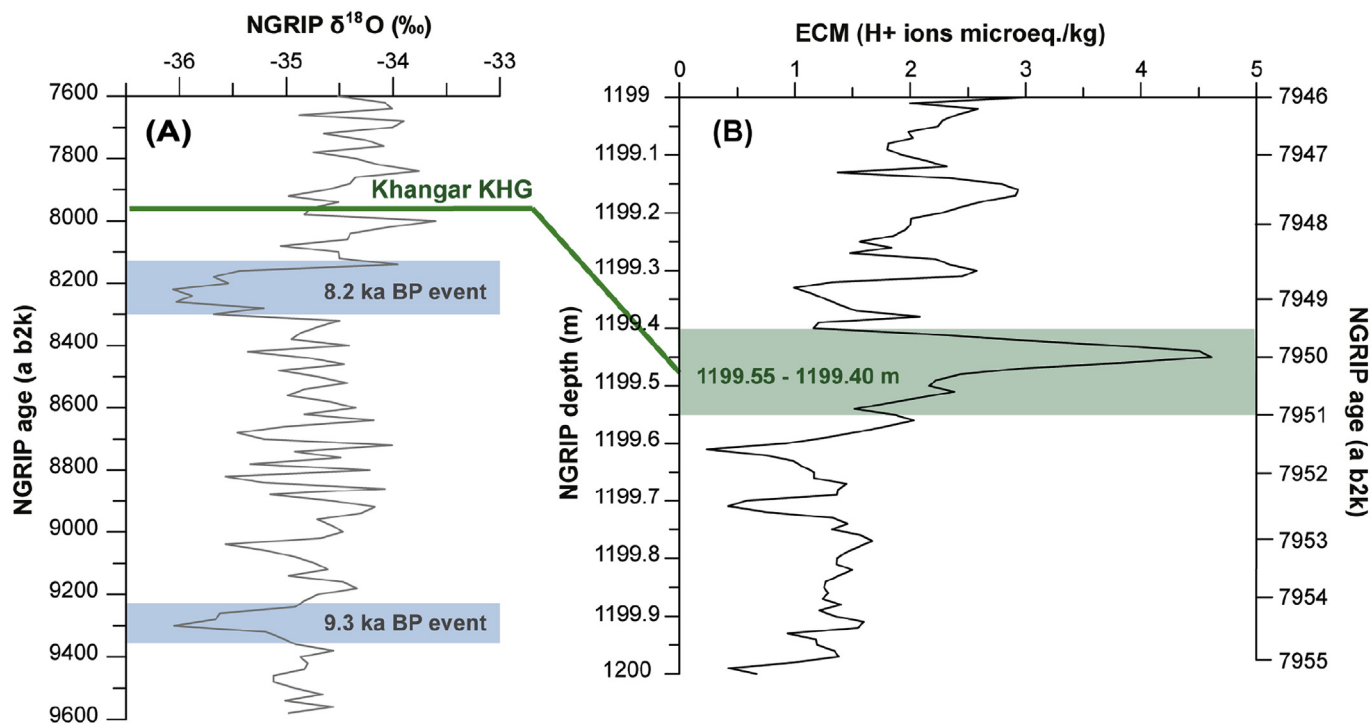 NGRIP δ18O (‰)
-36 -35 -34 -33
7600
7800
8000
8200
8400
8600
8800
9000
9200
9400
9600
NGRIP age (a b2k)
(A)
Khangar KHG
8.2 ka BP event
9.3 ka BP event
ECM (H+ ions microeq./kg)
0 1 2 3 4 5
1199
1199.1
1199.2
1199.3
1199.4
1199.5
1199.6
1199.7
1199.8
1199.9
1200
NGRIP depth (m)
(B)
1199.55 - 1199.40 m
7946
7947
7948
7949
7950
7951
7952
7953
7954
7955
NGRIP age (a b2k)